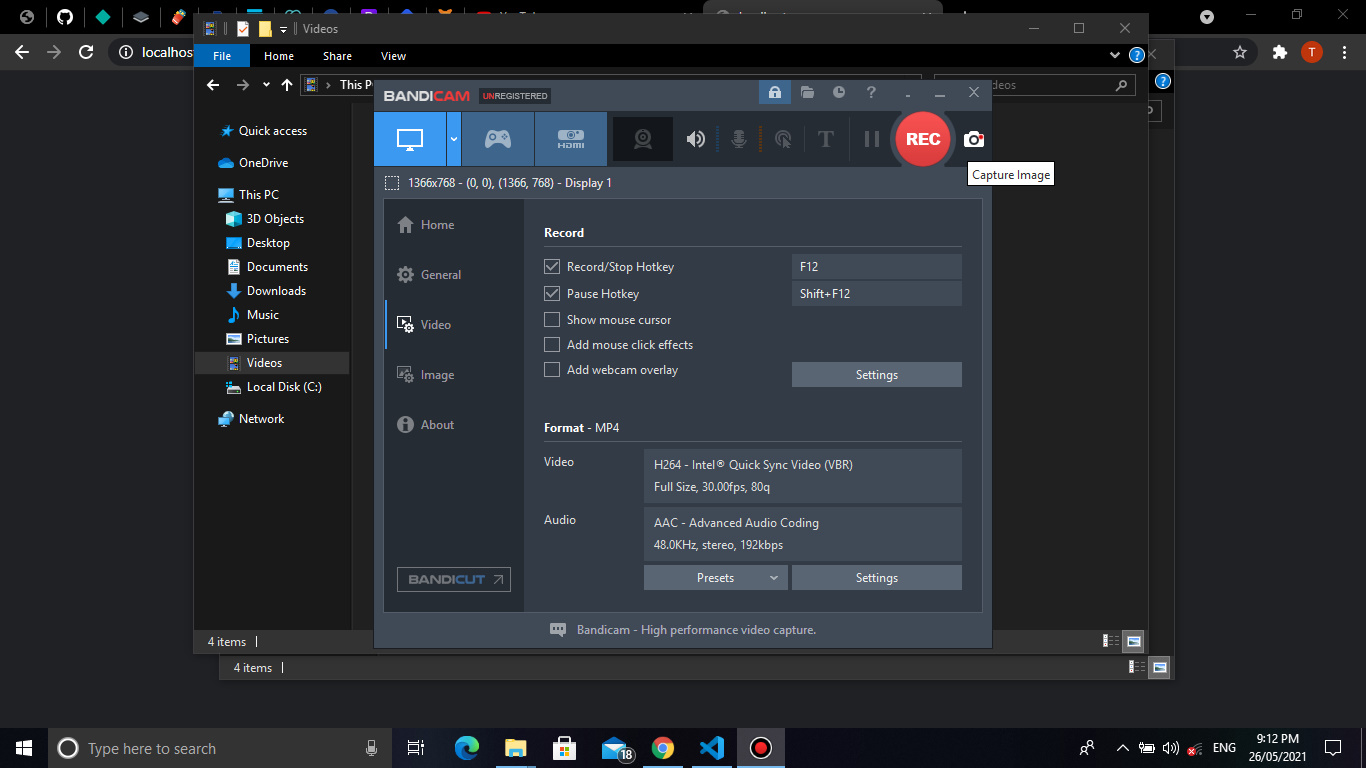 Videos
File
Home
Share
View
localhos
This P
deos
BANDICAM
UNREGISTERED
HDMI
T
REC
Capture Image
1366x768 - (0, 0), (1366, 768) - Display 1
Quick access
OneDrive
This PC
3D Objects
Desktop
Documents
Downloads
Music
Pictures
Videos
Local Disk (C:)
Network
Home
General
Video
Image
About
BANDICUT
Record
Record/Stop Hotkey
F12
Pause Hotkey
Shift+F12
Show mouse cursor
Add mouse click effects
Add webcam overlay
Settings
Format - MP4
Video
H264 - Intel® Quick Sync Video (VBR)
Full Size, 30.00fps, 80q
Audio
AAC - Advanced Audio Coding
48.0KHz, stereo, 192kbps
Presets
Settings
Bandicam - High performance video capture.
4 items
4 items
T
Type here to search
18
ENG
9:12 PM
26/05/2021